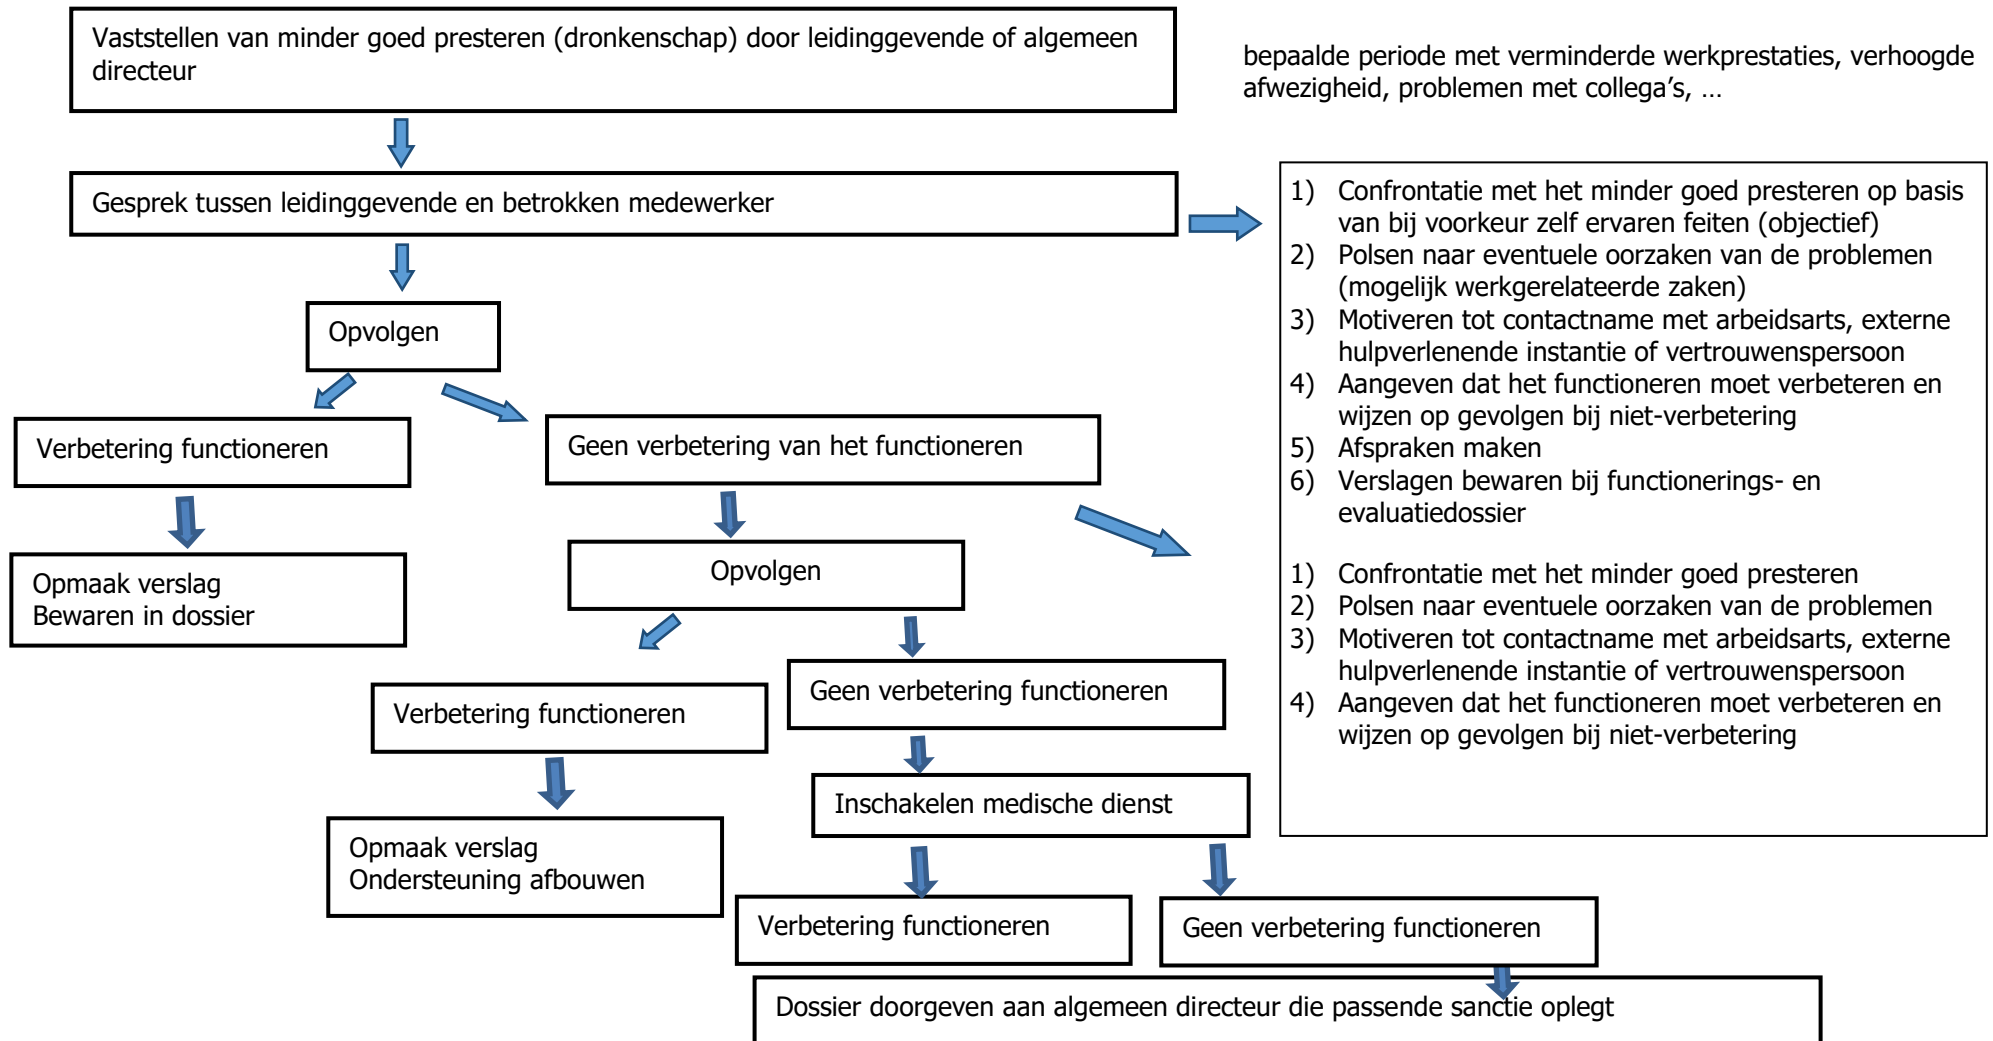 Vaststellen van minder goed presteren (dronkenschap) door leidinggevende of algemeen
directeur
bepaalde periode met verminderde werkprestaties, verhoogde
afwezigheid, problemen met collega’s, …
Gesprek tussen leidinggevende en betrokken medewerker
1) Confrontatie met het minder goed presteren op basis
van bij voorkeur zelf ervaren feiten (objectief)
2) Polsen naar eventuele oorzaken van de problemen
(mogelijk werkgerelateerde zaken)
3) Motiveren tot contactname met arbeidsarts, externe
hulpverlenende instantie of vertrouwenspersoon
4) Aangeven dat het functioneren moet verbeteren en
wijzen op gevolgen bij niet-verbetering
5) Afspraken maken
6) Verslagen bewaren bij functionerings- en
evaluatiedossier
1) Confrontatie met het minder goed presteren
2) Polsen naar eventuele oorzaken van de problemen
3) Motiveren tot contactname met arbeidsarts, externe
hulpverlenende instantie of vertrouwenspersoon
4) Aangeven dat het functioneren moet verbeteren en
wijzen op gevolgen bij niet-verbetering
Opvolgen
Verbetering functioneren
Geen verbetering van het functioneren
Opmaak verslag
Bewaren in dossier
Opvolgen
Verbetering functioneren
Geen verbetering functioneren
Opmaak verslag
Ondersteuning afbouwen
Inschakelen medische dienst
Verbetering functioneren
Geen verbetering functioneren
Dossier doorgeven aan algemeen directeur die passende sanctie oplegt